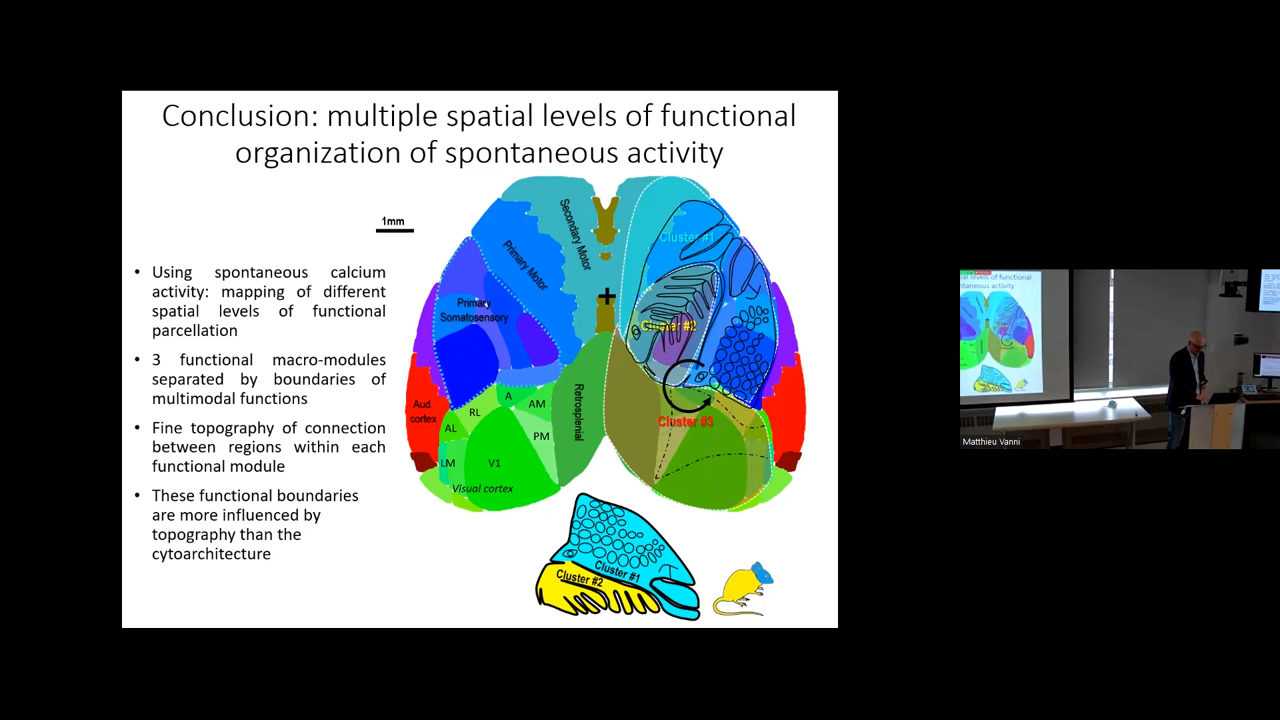 Conclusion: multiple spatial levels of functional
organization of spontaneous activity
1mm
• Using spontaneous calcium
activity: mapping of different
spatial levels of functional
parcellation
• 3 functional macro-modules
separated by boundaries of
multimodal functions
• Fine topography of connection
between regions within each
functional module
• These functional boundaries
are more influenced by
topography than the
cytoarchitecture
Secondary Motor
Primary Motor
Primary
Somatosensory
Cluster #1
Cluster #2
Cluster #3
Aud.
cortex
Retrosplenial
A
AM
RL
AL
PM
LM
V1
Visual cortex
Cluster #1
Cluster #2
Matthieu Vanni